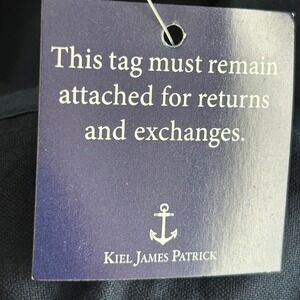 This tag must remain
attached for returns
and exchanges.
KIEL JAMES PATRICK